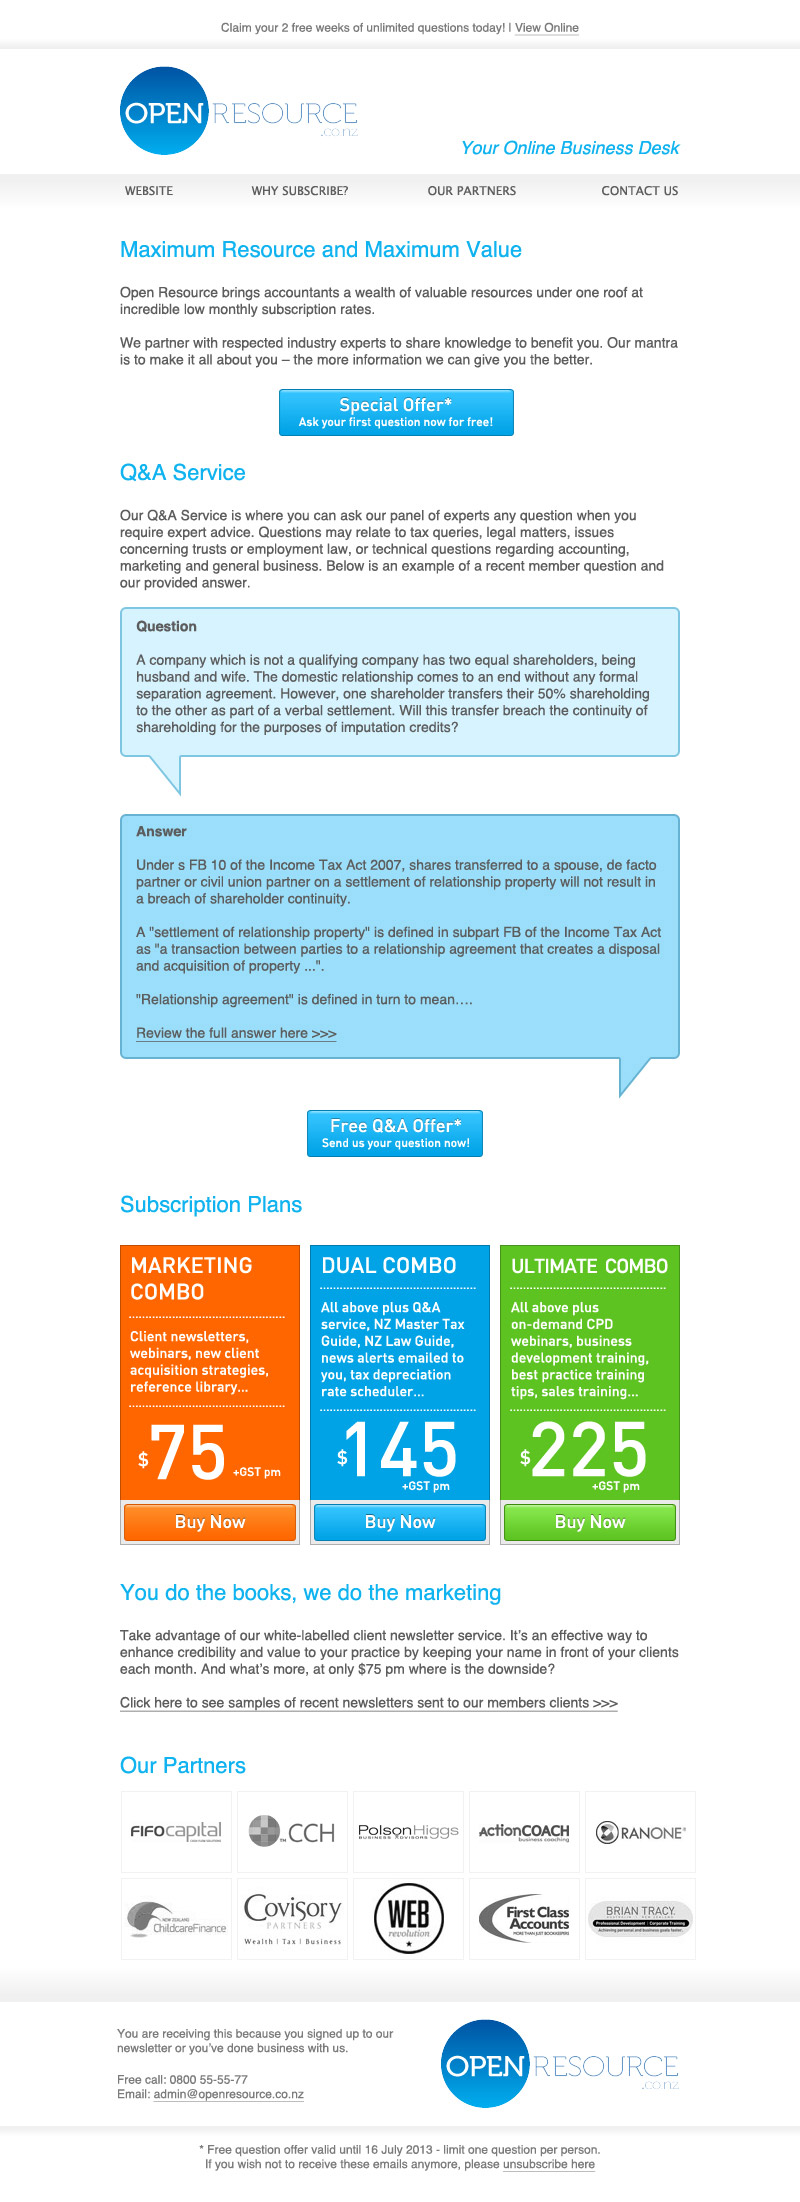 Claim your 2 free weeks of unlimited questions today! | View Online
OPEN RESOURCE
.co.nz
Your Online Business Desk
WEBSITE WHY SUBSCRIBE? OUR PARTNERS CONTACT US
Maximum Resource and Maximum Value
Open Resource brings accountants a wealth of valuable resources under one roof at
incredible low monthly subscription rates.
We partner with respected industry experts to share knowledge to benefit you. Our mantra
is to make it all about you – the more information we can give you the better.
Special Offer*
Ask your first question now for free!
Q&A Service
Our Q&A Service is where you can ask our panel of experts any question when you
require expert advice. Questions may relate to tax queries, legal matters, issues
concerning trusts or employment law, or technical questions regarding accounting,
marketing and general business. Below is an example of a recent member question and
our provided answer.
Question
A company which is not a qualifying company has two equal shareholders, being
husband and wife. The domestic relationship comes to an end without any formal
separation agreement. However, one shareholder transfers their 50% shareholding
to the other as part of a verbal settlement. Will this transfer breach the continuity of
shareholding for the purposes of imputation credits?
Answer
Under s FB 10 of the Income Tax Act 2007, shares transferred to a spouse, de facto
partner or civil union partner on a settlement of relationship property will not result in
a breach of shareholder continuity.
A "settlement of relationship property" is defined in subpart FB of the Income Tax Act
as "a transaction between parties to a relationship agreement that creates a disposal
and acquisition of property ...".
"Relationship agreement" is defined in turn to mean….
Review the full answer here >>>
Free Q&A Offer*
Send us your question now!
Subscription Plans
MARKETING
COMBO
Client newsletters,
webinars, new client
acquisition strategies,
reference library...
$75 +GST pm
Buy Now
DUAL COMBO
All above plus Q&A
service, NZ Master Tax
Guide, NZ Law Guide,
news alerts emailed to
you, tax depreciation
rate scheduler...
$145
+GST pm
Buy Now
ULTIMATE COMBO
All above plus
on-demand CPD
webinars, business
development training,
best practice training
tips, sales training...
$225
+GST pm
Buy Now
You do the books, we do the marketing
Take advantage of our white-labelled client newsletter service. It's an effective way to
enhance credibility and value to your practice by keeping your name in front of your clients
each month. And what's more, at only $75 pm where is the downside?
Click here to see samples of recent newsletters sent to our members clients >>>
Our Partners
FIFOcapital
™CCH
PolsonHiggs
BUSINESS ADVISORS
ActionCOACH
business coaching
RANONE®
NEW ZEALAND
ChildcareFinance
Covisory
PARTNERS
Wealth | Tax | Business
WEB
revolution
First Class
Accounts
MORE THAN JUST BOOKKEEPERS
BRIAN TRACY.
Professional Development | Corporate Training
Achieving personal and business goals faster.
You are receiving this because you signed up to our
newsletter or you've done business with us.
Free call: 0800 55-55-77
Email: admin@openresource.co.nz
OPEN RESOURCE
.co.nz
* Free question offer valid until 16 July 2013 - limit one question per person.
If you wish not to receive these emails anymore, please unsubscribe here